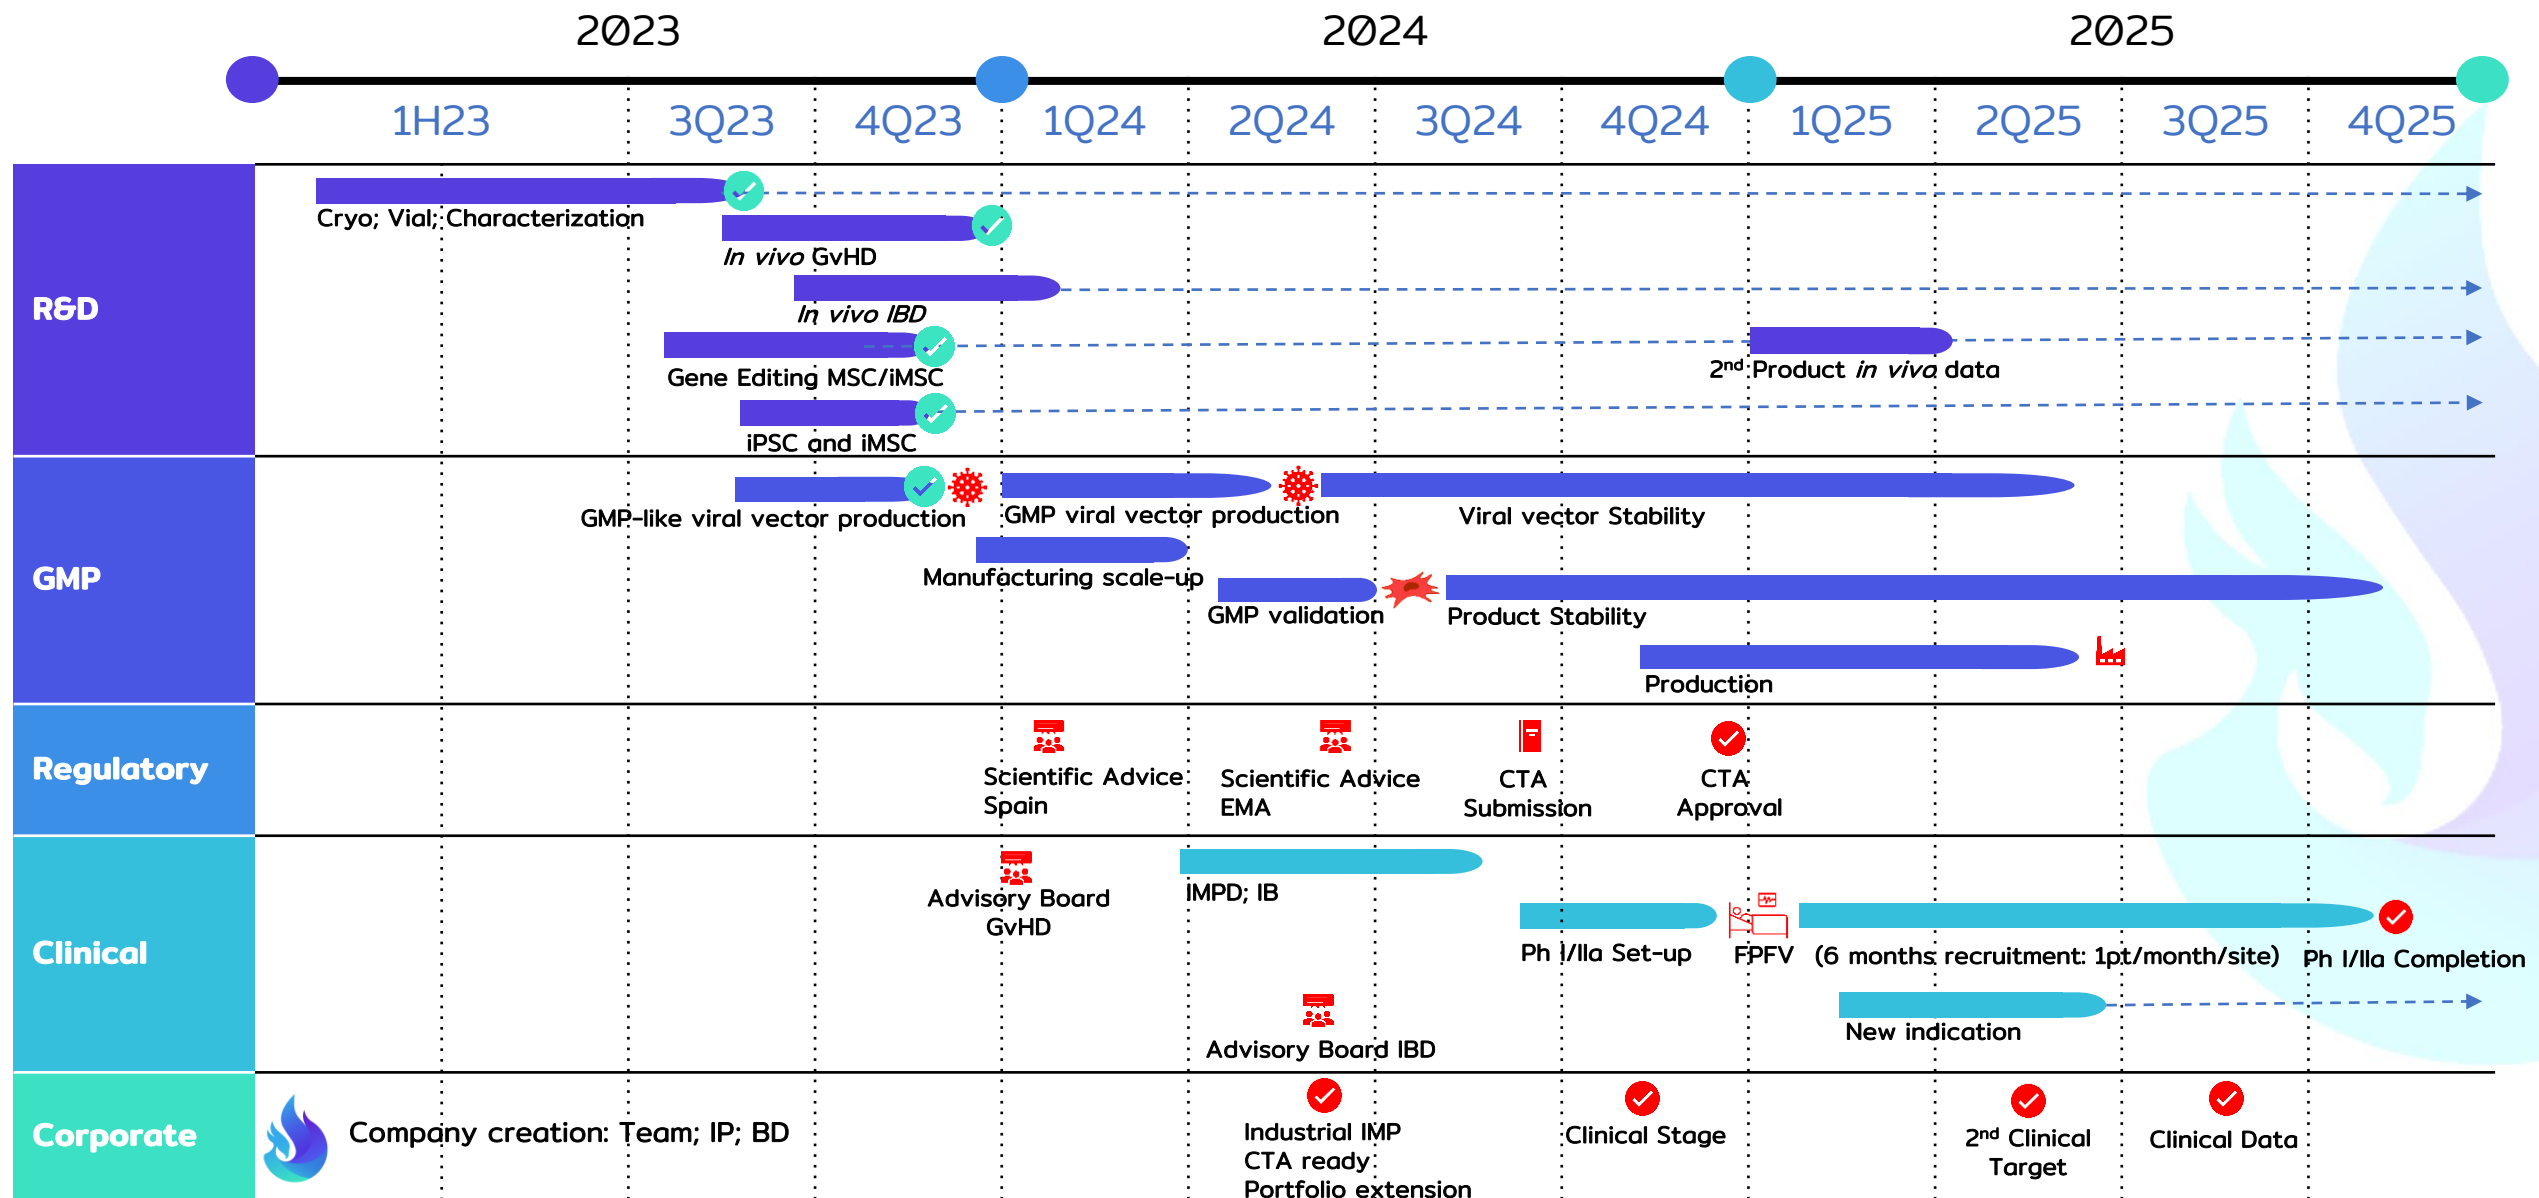 2023
2024
2025
1H23
3Q23
4Q23
1Q24
2Q24
3Q24
4Q24
1Q25
2Q25
3Q25
4Q25
R&D
Cryo; Vial; Characterization
In vivo GvHD
In vivo IBD
Gene Editing MSC/iMSC
2nd Product in vivo data
iPSC and iMSC
GMP
GMP-like viral vector production
GMP viral vector production
Viral vector Stability
Manufacturing scale-up
GMP validation
Product Stability
Production
Regulatory
Scientific Advice
Spain
Scientific Advice
EMA
CTA
Submission
CTA
Approval
Clinical
Advisory Board
GvHD
IMPD; IB
Ph I/IIa Set-up
FPFV
(6 months recruitment: 1pt/month/site)
Ph I/IIa Completion
Advisory Board IBD
New indication
Corporate
Company creation: Team; IP; BD
Industrial IMP
CTA ready
Portfolio extension
Clinical Stage
2nd Clinical
Target
Clinical Data